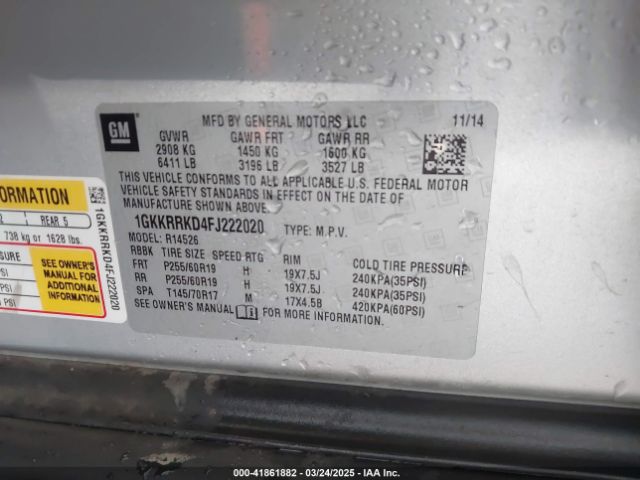 GM
MFD BY GENERAL MOTORS LLC 11/14
GVWR GAWR FRT GAWR RR
2908 KG 1450 KG 1600 KG
6411 LB 3196 LB 3527 LB
THIS VEHICLE CONFORMS TO ALL APPLICABLE U.S. FEDERAL MOTOR
VEHICLE SAFETY STANDARDS IN EFFECT ON THE DATE OF
MANUFACTURE SHOWN ABOVE.
1GKKRRKD4FJ222020 TYPE: M.P.V.
MODEL: R14526
RBBK TIRE SIZE SPEED RTG RIM COLD TIRE PRESSURE
FRT P255/60R19 H 19X7.5J 240KPA(35PSI)
RR P255/60R19 H 19X7.5J 240KPA(35PSI)
SPA T145/70R17 M 17X4.5B 420KPA(60PSI)
SEE OWNER'S MANUAL FOR MORE INFORMATION.
FORMATION
2 REAR 5
738 kg or 1628 lbs.
SEE OWNER'S
MANUAL FOR
ADDITIONAL
INFORMATION
PSI
PSI
1GKKRRKD4FJ222020
000-41861882 - 03/24/2025 - IAA Inc.